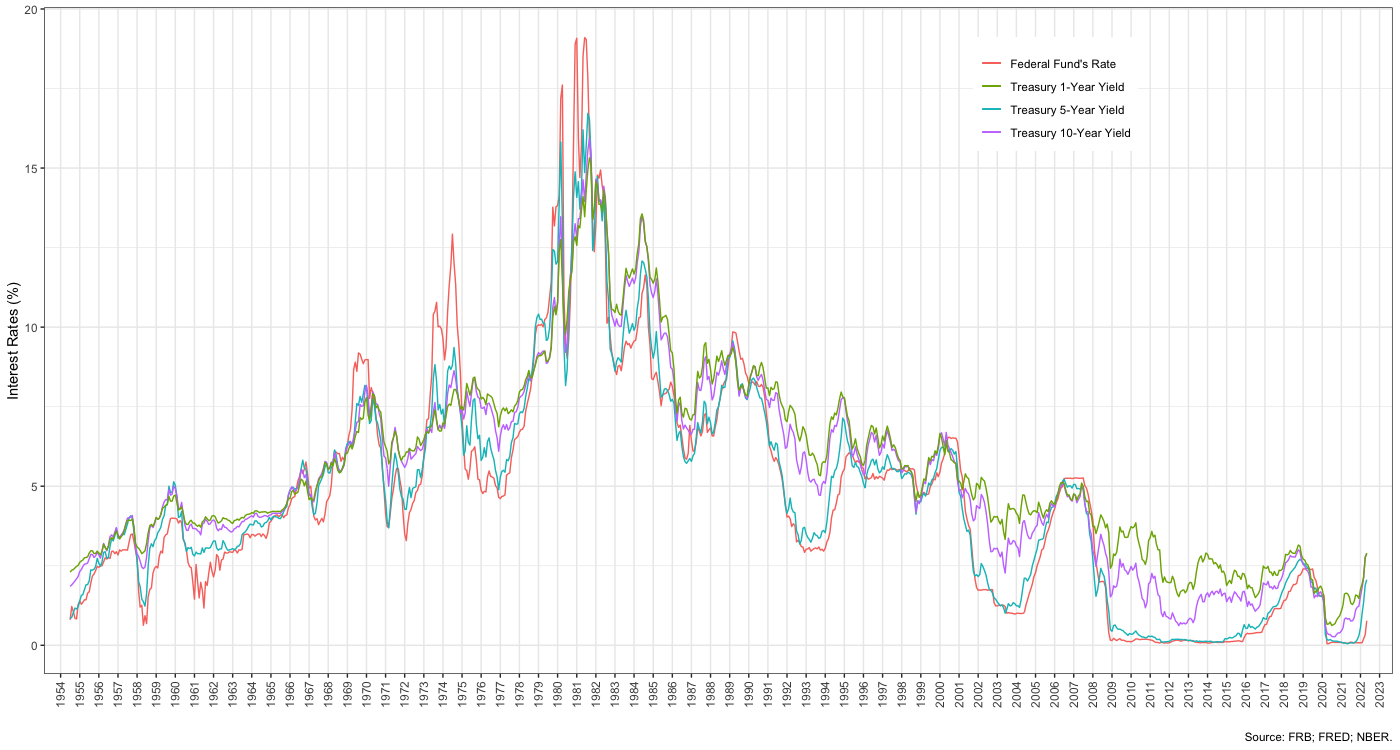 20
15
10
5
0
Interest Rates (%)
Federal Fund's Rate
Treasury 1-Year Yield
Treasury 5-Year Yield
Treasury 10-Year Yield
1954 1955 1956 1957 1958 1959 1960 1961 1962 1963 1964 1965 1966 1967 1968 1969 1970 1971 1972 1973 1974 1975 1976 1977 1978 1979 1980 1981 1982 1983 1984 1985 1986 1987 1988 1989 1990 1991 1992 1993 1994 1995 1996 1997 1998 1999 2000 2001 2002 2003 2004 2005 2006 2007 2008 2009 2010 2011 2012 2013 2014 2015 2016 2017 2018 2019 2020 2021 2022 2023
Source: FRB; FRED; NBER.